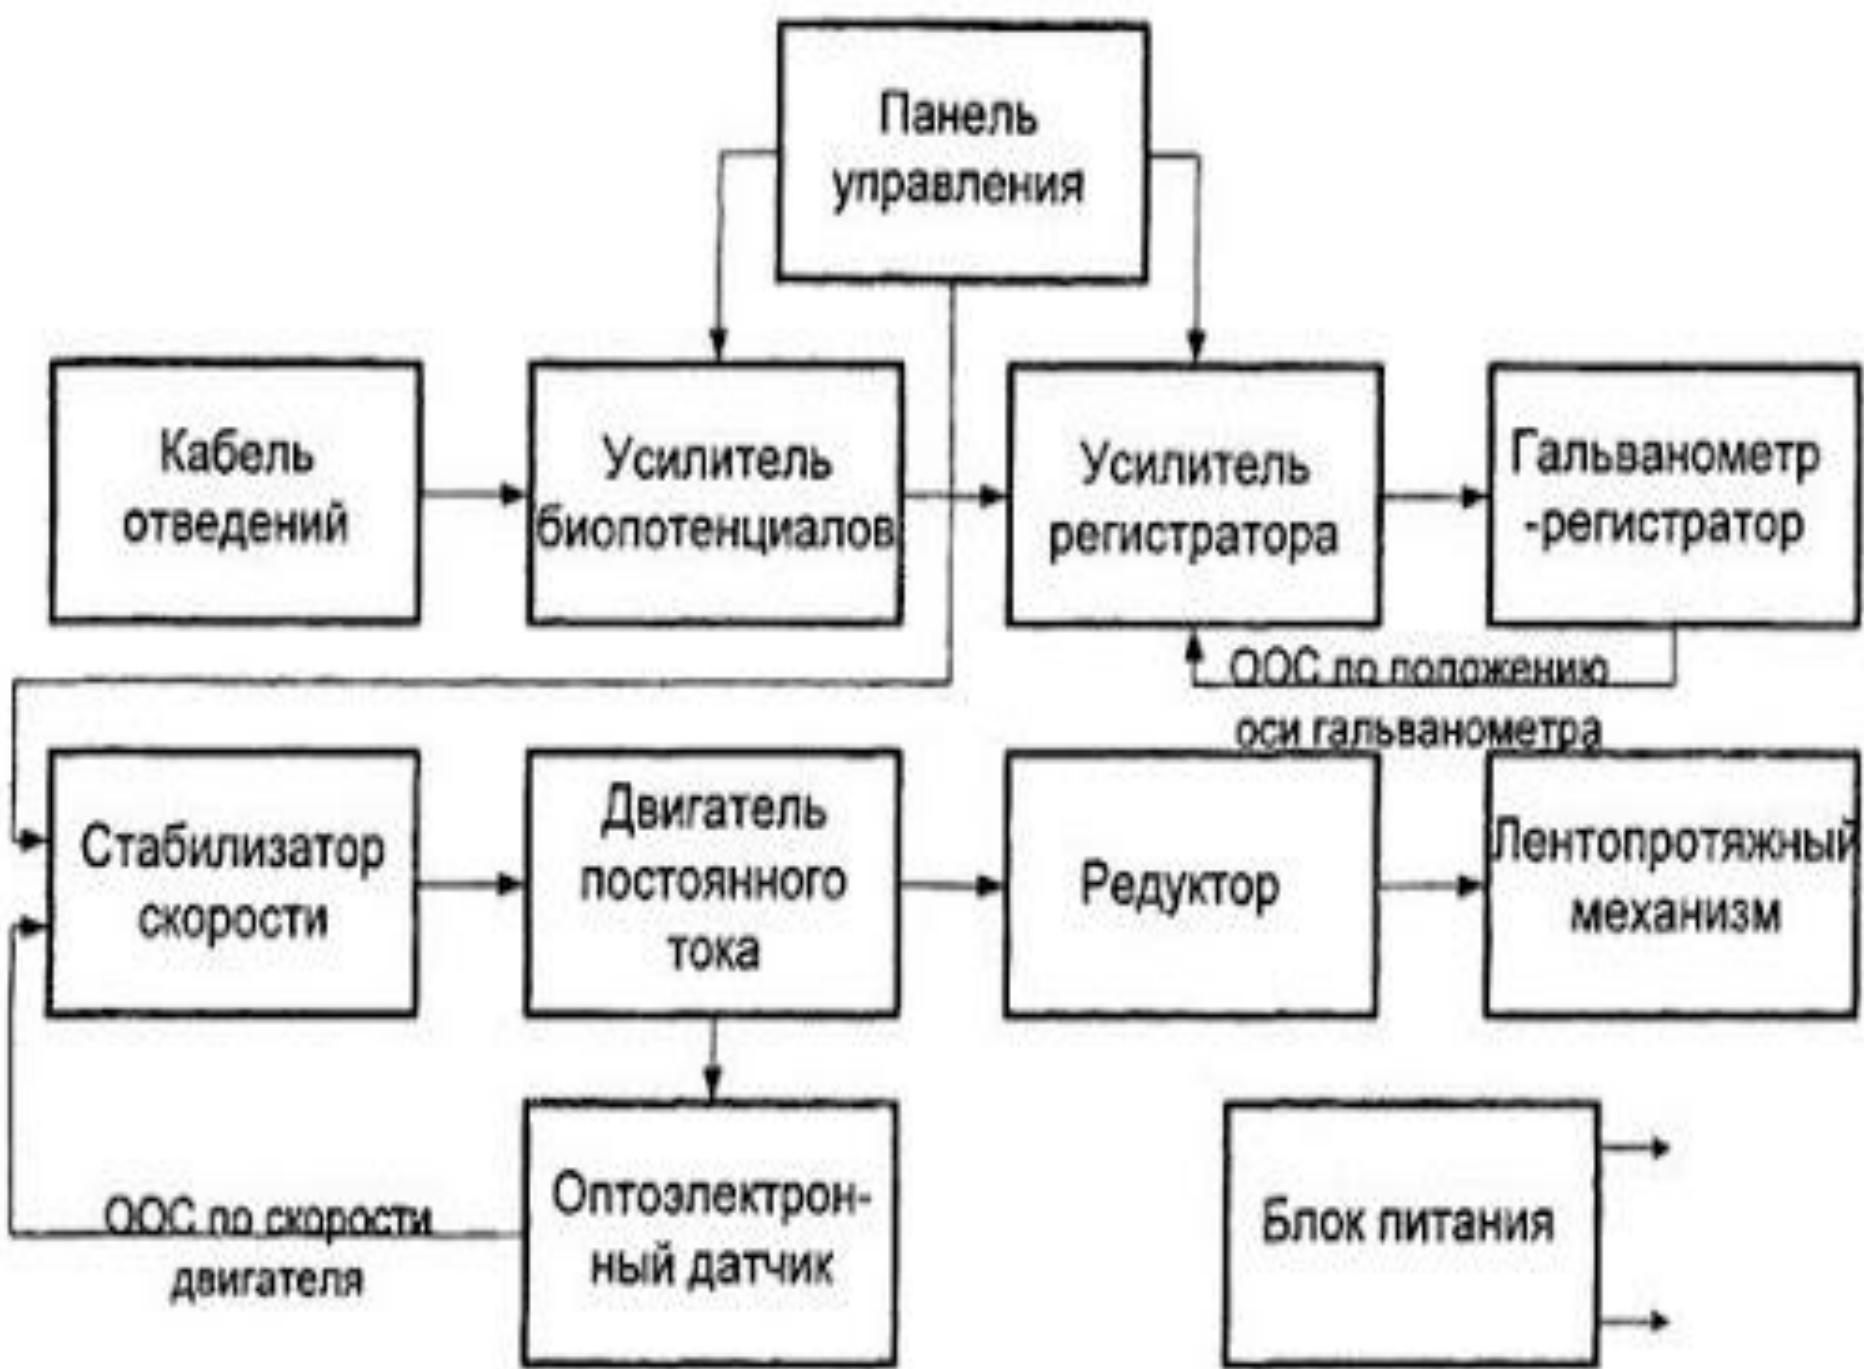 Панель
управления
Кабель
отведений
Усилитель
биопотенциалов
Усилитель
регистратора
Гальванометр
-регистратор
ООС по положению
оси гальванометра
Стабилизатор
скорости
Двигатель
постоянного
тока
Редуктор
Лентопротяжный
механизм
ООС по скорости
двигателя
Оптоэлектрон-
ный датчик
Блок питания